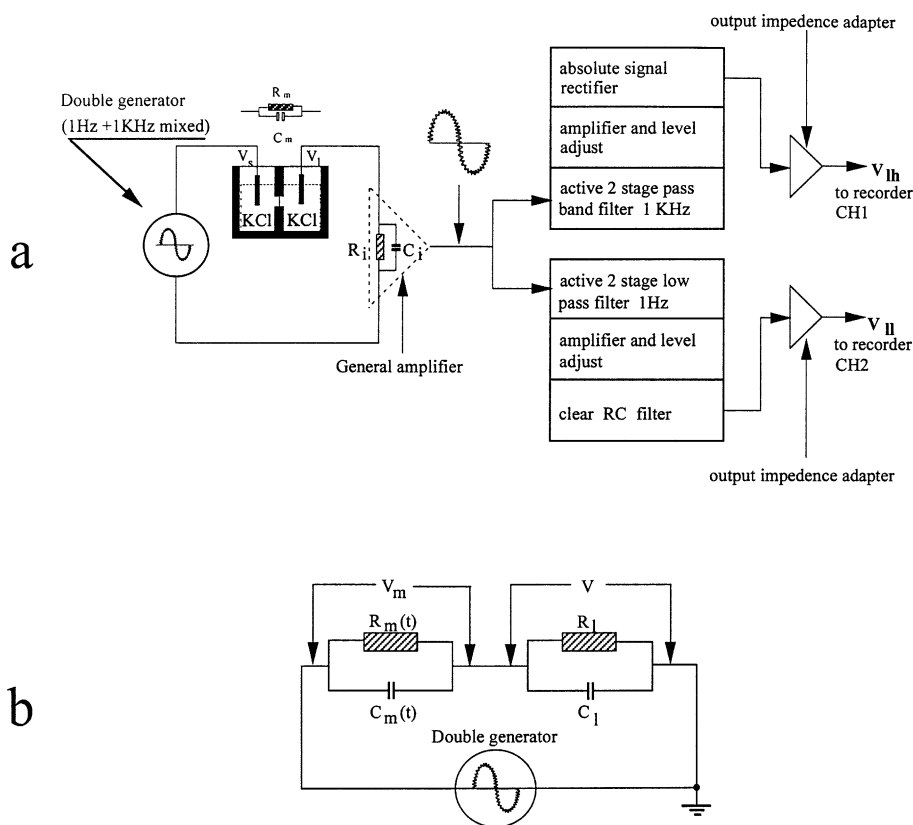 output impedence adapter
absolute signal
rectifier
R m
Double generator
(1Hz +1KHz mixed)
amplifier and level
adjust
C m
V s
V l
V lh
to recorder
CH1
active 2 stage pass
band filter 1 KHz
KCl
KCl
a
R i
C i
active 2 stage low
pass filter 1Hz
V ll
to recorder
CH2
amplifier and level
adjust
General amplifier
clear RC filter
output impedence adapter
V m
V
R m (t)
R l
b
C m (t)
C l
Double generator